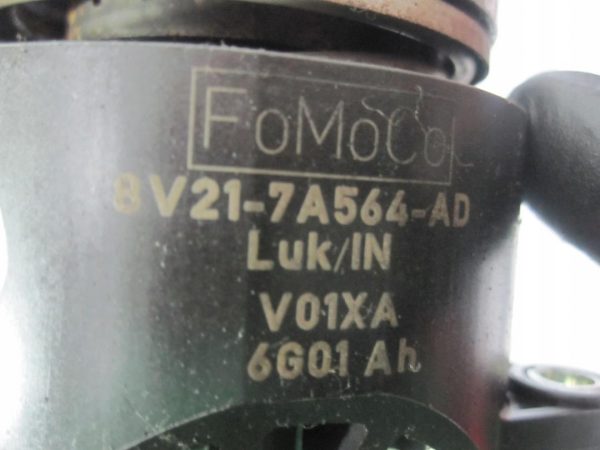 FoMoCo
8V21-7A564-AD
Luk/IN
V01XA
6G01 Ah